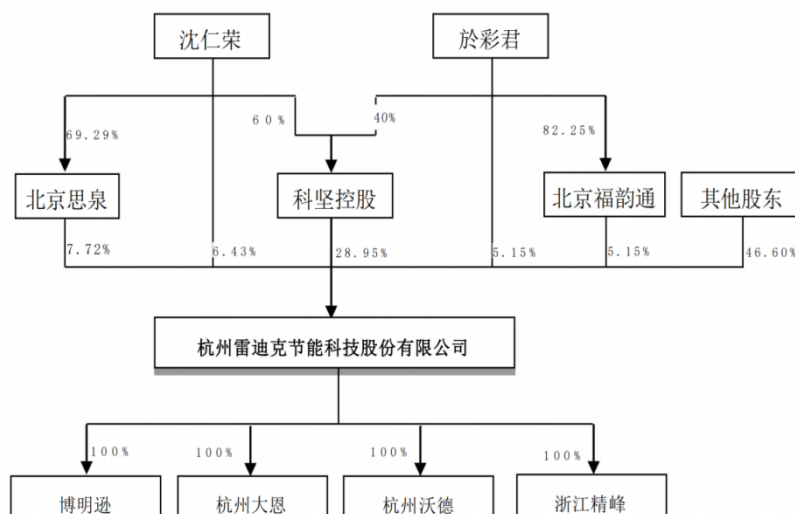 沈仁荣
於彩君
69.29%
60%
40%
82.25%
北京思泉
科坚控股
北京福韵通
其他股东
7.72%
6.43%
28.95%
5.15%
5.15%
46.60%
杭州雷迪克节能科技股份有限公司
100%
100%
100%
100%
博明逊
杭州大恩
杭州沃德
浙江精峰